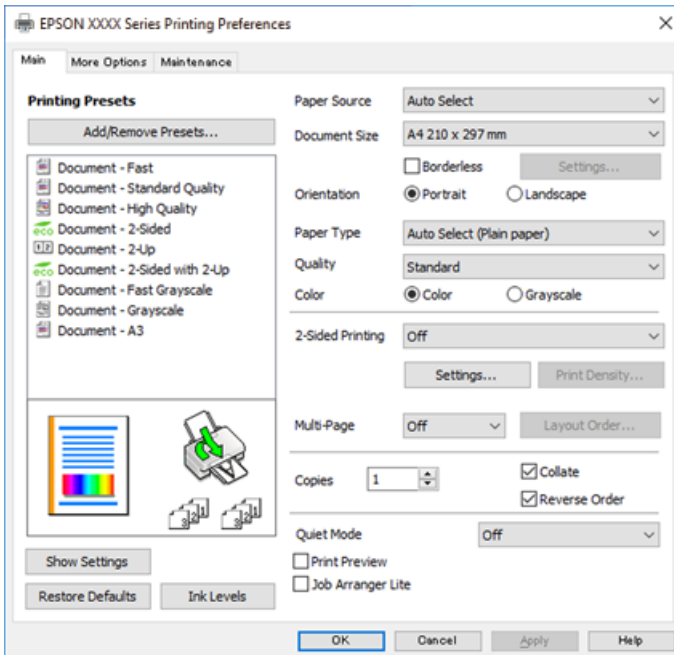 EPSON XXXX Series Printing Preferences
Main More Options Maintenance
Printing Presets
Add/Remove Presets...
Document - Fast
Document - Standard Quality
Document - High Quality
Document - 2-Sided
Document - 2-Up
Document - 2-Sided with 2-Up
Document - Fast Grayscale
Document - Grayscale
Document - A3
Show Settings
Restore Defaults Ink Levels
Paper Source Auto Select
Document Size A4 210 x 297 mm
Borderless Settings...
Orientation Portrait Landscape
Paper Type Auto Select (Plain paper)
Quality Standard
Color Color Grayscale
2-Sided Printing Off
Settings... Print Density...
Multi-Page Off Layout Order...
Copies 1 Collate
Reverse Order
Quiet Mode Off
Print Preview
Job Arranger Lite
OK Cancel Apply Help